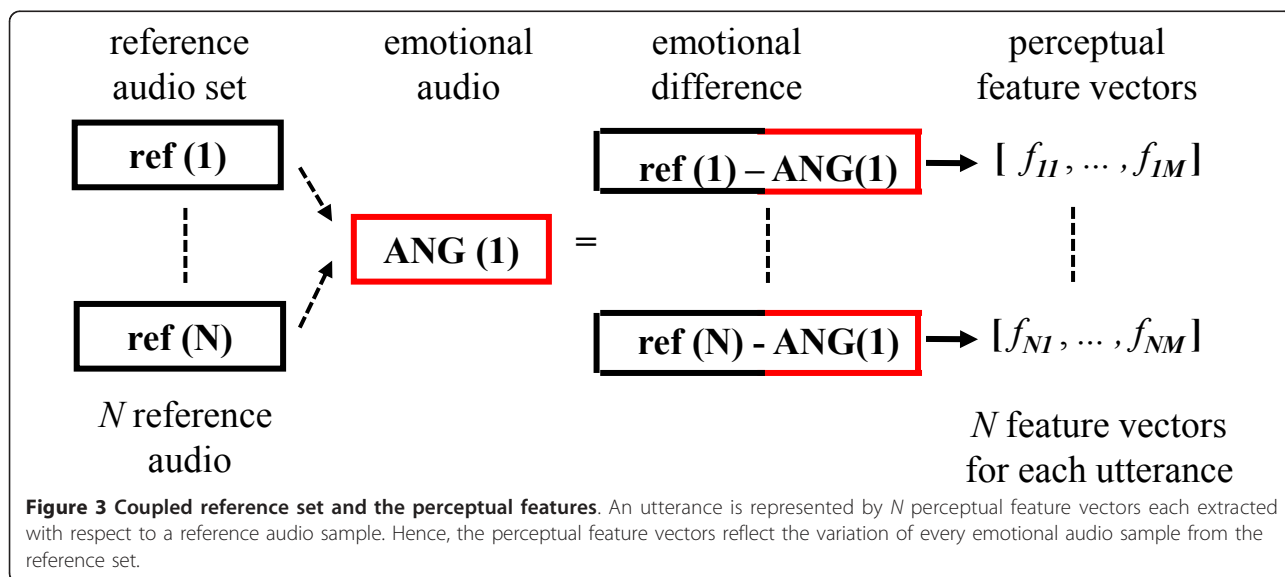 reference audio set
emotional audio
emotional difference
perceptual feature vectors
ref (1)
ANG (1)
=
ref (1) – ANG(1)
[ f11, ... , f1M]
ref (N)
ref (N) - ANG(1)
[fN1, ... , fNM]
N reference audio
N feature vectors for each utterance
Figure 3 Coupled reference set and the perceptual features. An utterance is represented by N perceptual feature vectors each extracted
with respect to a reference audio sample. Hence, the perceptual feature vectors reflect the variation of every emotional audio sample from the
reference set.